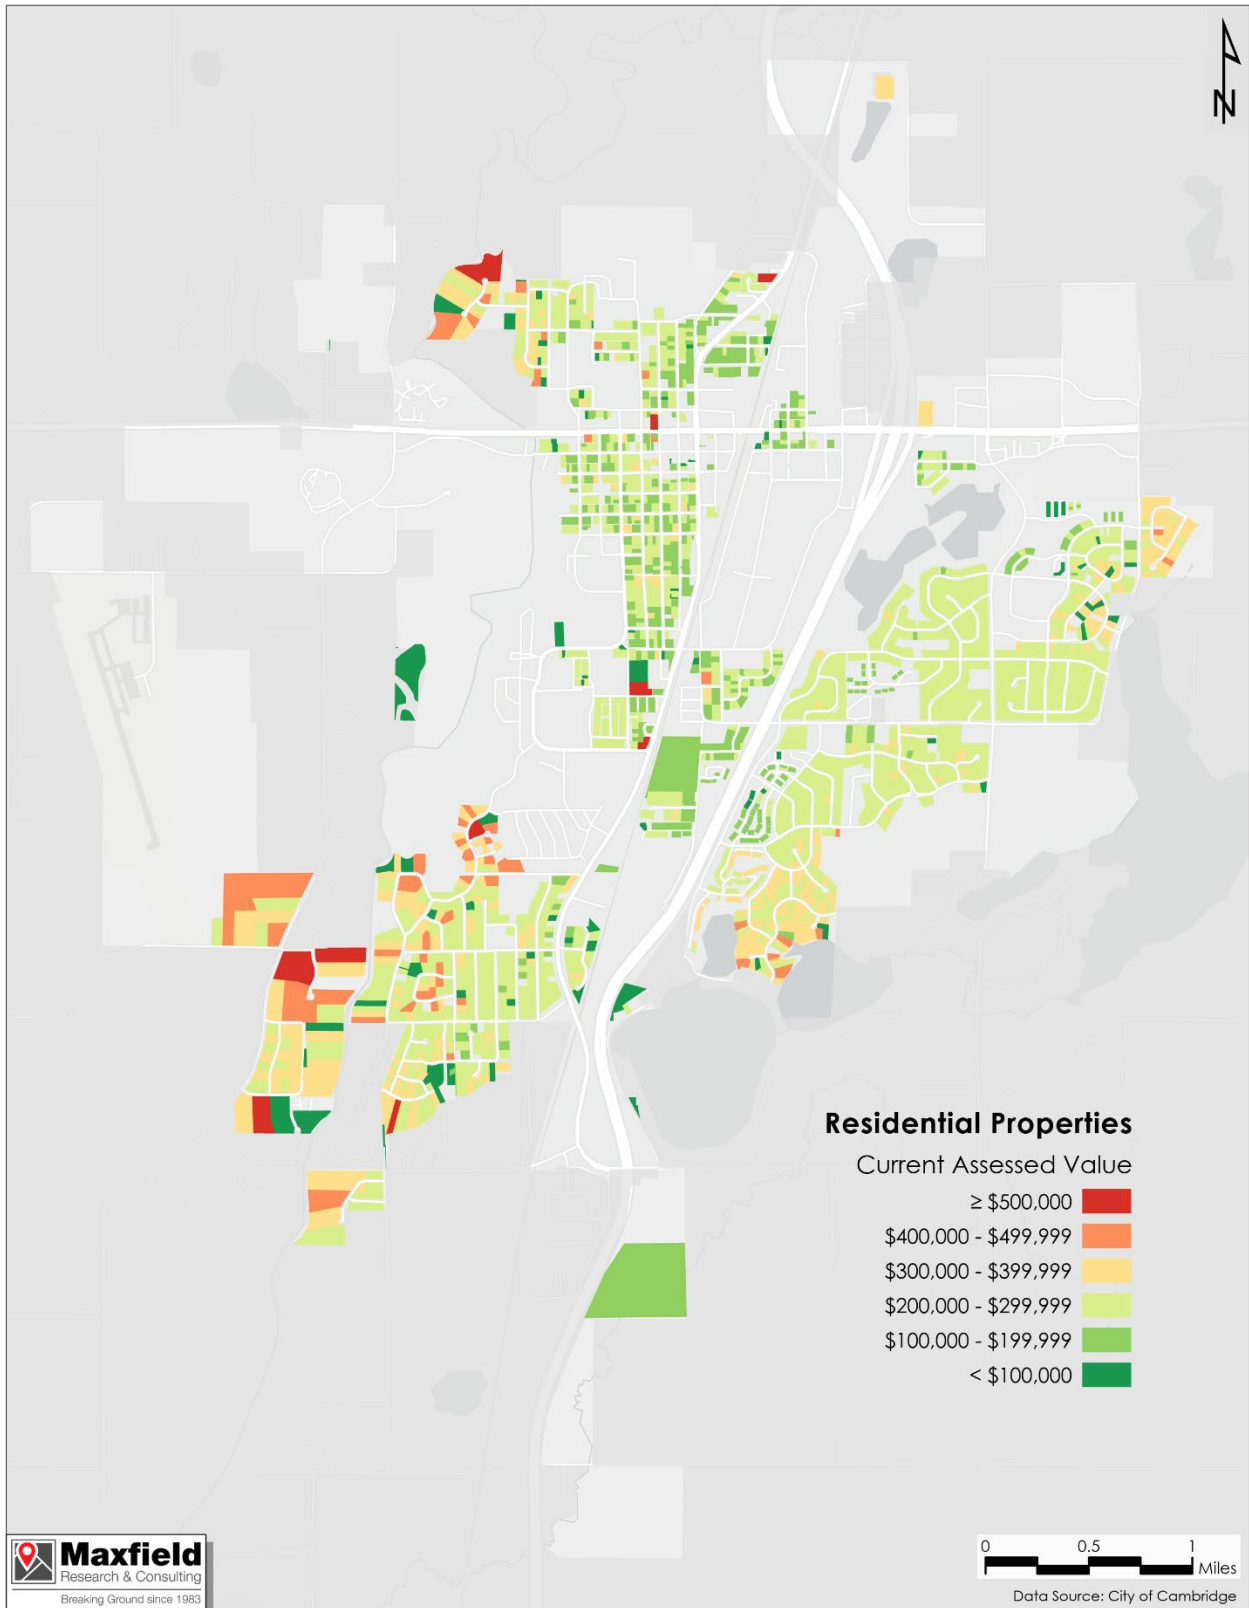 N
Residential Properties
Current Assessed Value
≥ $500,000
$400,000 - $499,999
$300,000 - $399,999
$200,000 - $299,999
$100,000 - $199,999
< $100,000
Maxfield
Research & Consulting
Breaking Ground since 1983
0 0.5 1
Miles
Data Source: City of Cambridge